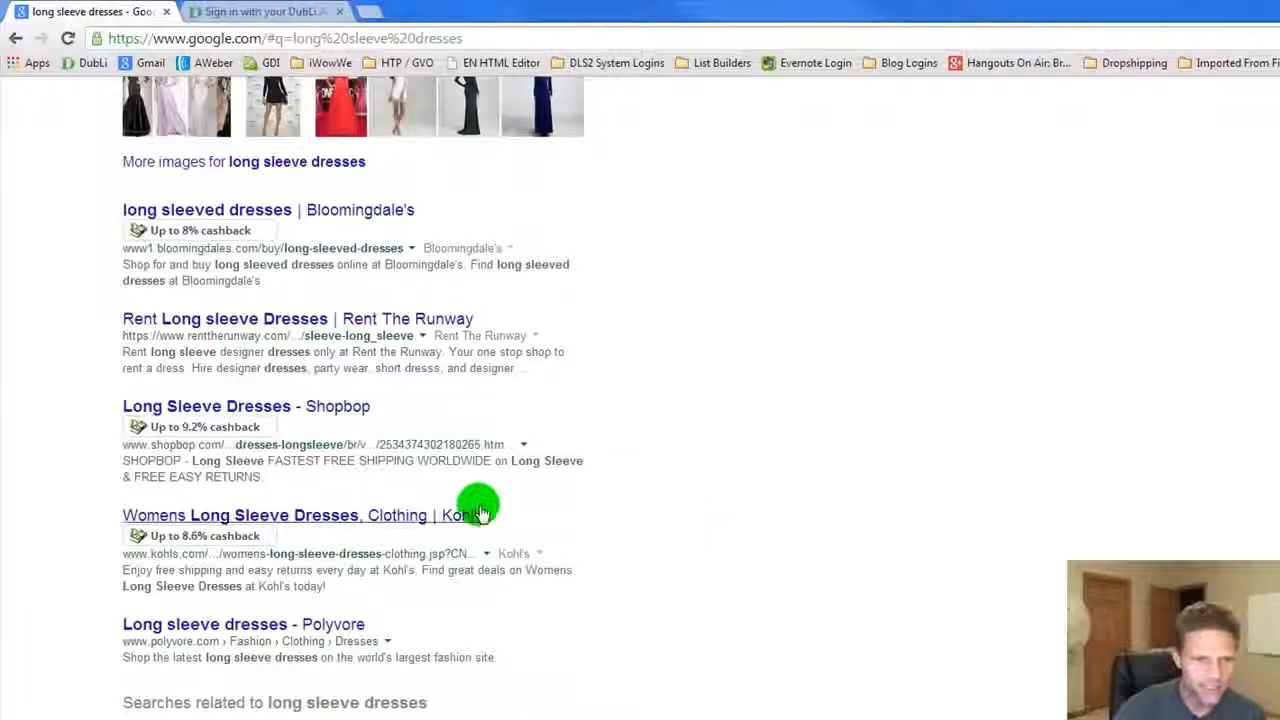 long sleeve dresses - Goo
Sign in with your DubLi A
https://www.google.com/#q=long%20sleeve%20dresses
Apps DubLi Gmail AWeber GDI iWowWe HTP / GVO EN HTML Editor DLS2 System Logins List Builders Evernote Login Blog Logins Hangouts On Air: Br... Dropshipping Imported From Fi
More images for long sleeve dresses
long sleeved dresses | Bloomingdale's
Up to 8% cashback
www1.bloomingdales.com/buy/long-sleeved-dresses Bloomingdale's
Shop for and buy long sleeved dresses online at Bloomingdale's. Find long sleeved
dresses at Bloomingdale's.
Rent Long sleeve Dresses | Rent The Runway
https://www.renttherunway.com/.../sleeve-long_sleeve Rent The Runway
Rent long sleeve designer dresses only at Rent the Runway. Your one stop shop to
rent a dress. Hire designer dresses, party wear, short dresss, and designer ...
Long Sleeve Dresses - Shopbop
Up to 9.2% cashback
www.shopbop.com/...dresses-longsleeve/br/v.../2534374302180265.htm...
SHOPBOP - Long Sleeve FASTEST FREE SHIPPING WORLDWIDE on Long Sleeve
& FREE EASY RETURNS.
Womens Long Sleeve Dresses, Clothing | Kohl's
Up to 8.6% cashback
www.kohls.com/.../womens-long-sleeve-dresses-clothing.jsp?CN... Kohl's
Enjoy free shipping and easy returns every day at Kohl's. Find great deals on Womens
Long Sleeve Dresses at Kohl's today!
Long sleeve dresses - Polyvore
www.polyvore.com › Fashion › Clothing › Dresses
Shop the latest long sleeve dresses on the world's largest fashion site.
Searches related to long sleeve dresses